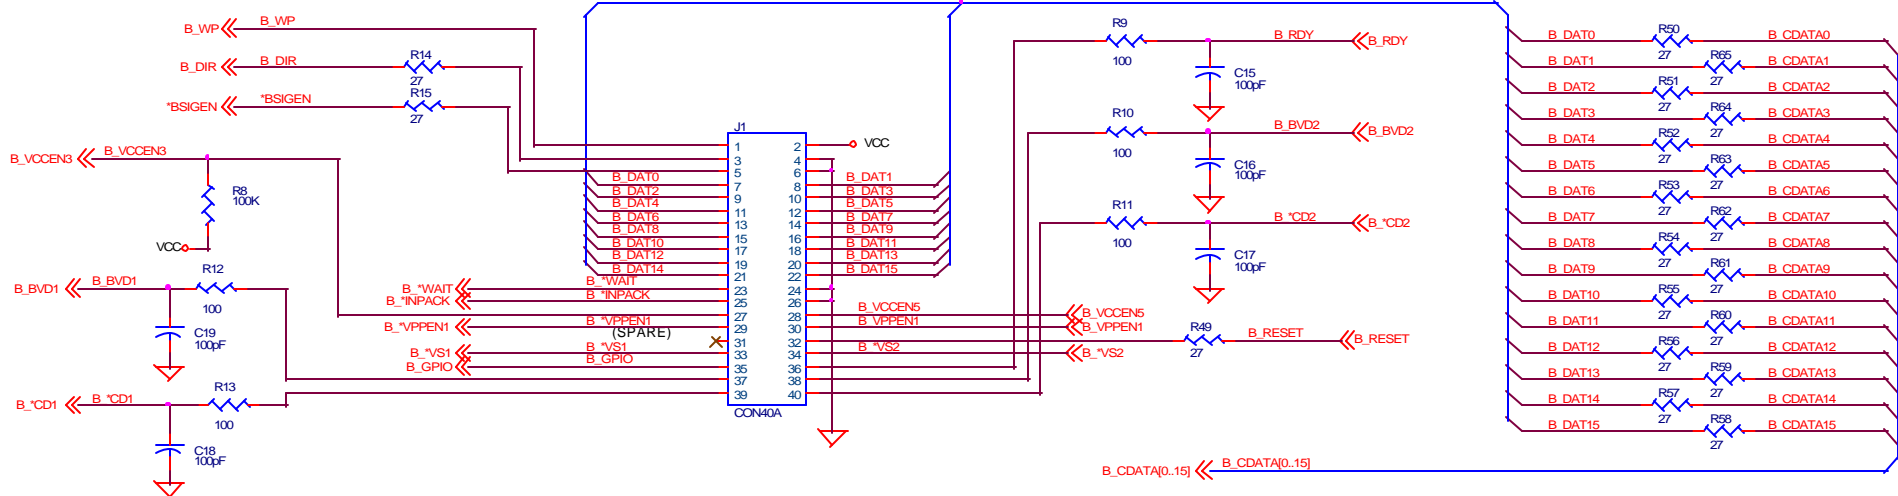 B_WP B_WP
B_DIR B_DIR R14 27
*BSIGEN *BSIGEN R15 27
B_VCCEN3 B_VCCEN3
R8 100K
VCC
B_BVD1 B_BVD1 R12 100
C19 100pF
B_*CD1 B_*CD1 R13 100
C18 100pF
B_*WAIT B_*WAIT
B_*INPACK B_*INPACK
B_*VPPEN1 B_*VPPEN1
(SPARE)
B_*VS1 B_*VS1
B_GPIO B_GPIO
J1
1 2 VCC
3 4
5 6
B_DAT0 7 8 B_DAT1
B_DAT2 9 10 B_DAT3
B_DAT4 11 12 B_DAT5
B_DAT6 13 14 B_DAT7
B_DAT8 15 16 B_DAT9
B_DAT10 17 18 B_DAT11
B_DAT12 19 20 B_DAT13
B_DAT14 21 22 B_DAT15
23 24
25 26
27 28
29 30
31 32
33 34
35 36
37 38
39 40
CON40A
B_VCCEN5 B_VCCEN5
B_VPPEN1 B_VPPEN1
R49 27 B_RESET B_RESET
B_*VS2 B_*VS2
R9 100 B_RDY B_RDY
C15 100pF
R10 100 B_BVD2 B_BVD2
C16 100pF
R11 100 B_*CD2 B_*CD2
C17 100pF
B_DAT0 R50 27 B_CDATA0
B_DAT1 R65 27 B_CDATA1
B_DAT2 R51 27 B_CDATA2
B_DAT3 R64 27 B_CDATA3
B_DAT4 R52 27 B_CDATA4
B_DAT5 R63 27 B_CDATA5
B_DAT6 R53 27 B_CDATA6
B_DAT7 R62 27 B_CDATA7
B_DAT8 R54 27 B_CDATA8
B_DAT9 R61 27 B_CDATA9
B_DAT10 R55 27 B_CDATA10
B_DAT11 R60 27 B_CDATA11
B_DAT12 R56 27 B_CDATA12
B_DAT13 R59 27 B_CDATA13
B_DAT14 R57 27 B_CDATA14
B_DAT15 R58 27 B_CDATA15
B_CDATA[0..15] B_CDATA[0..15]